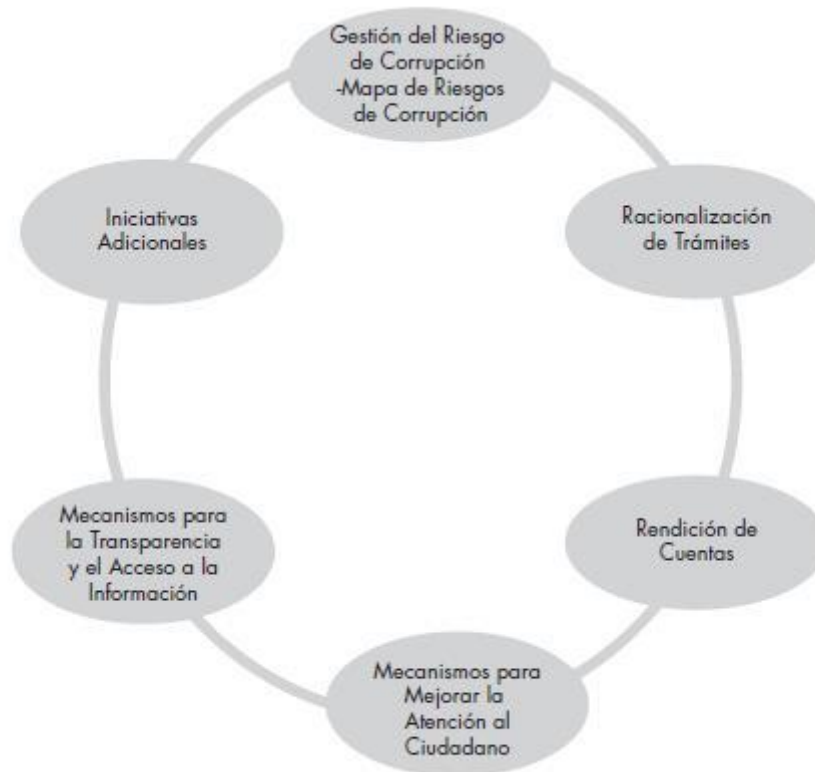 Gestión del Riesgo
de Corrupción
-Mapa de Riesgos
de Corrupción
Iniciativas
Adicionales
Racionalización
de Trámites
Mecanismos para
la Transparencia
y el Acceso a la
Información
Rendición de
Cuentas
Mecanismos para
Mejorar la
Atención al
Ciudadano